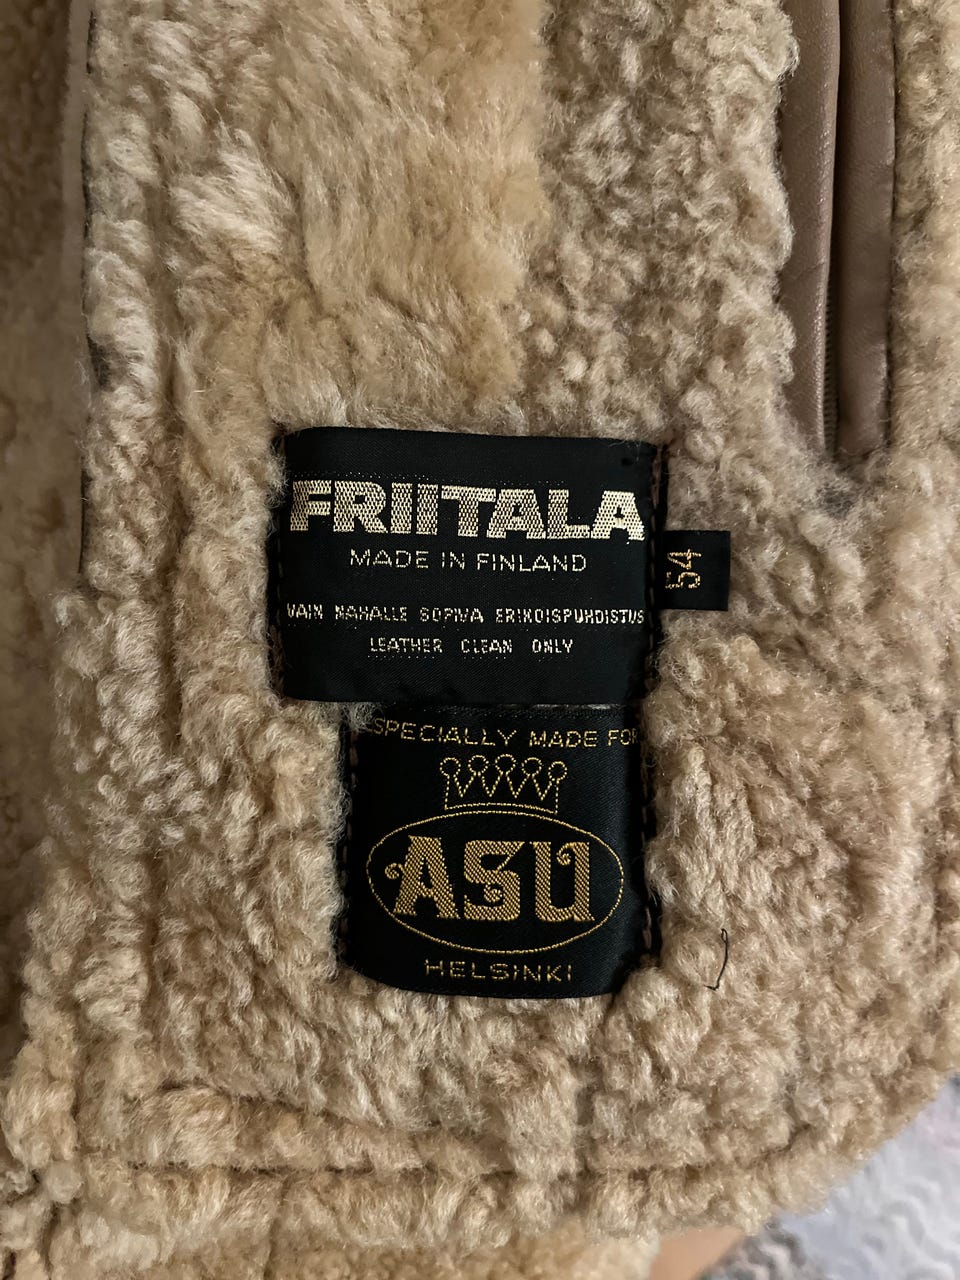 FRIITALA
MADE IN FINLAND
VAIN NAHALLE SOPIVA ERIKOISPUHDISTUS
LEATHER CLEAN ONLY
54
ESPECIALLY MADE FOR
ASU
HELSINKI